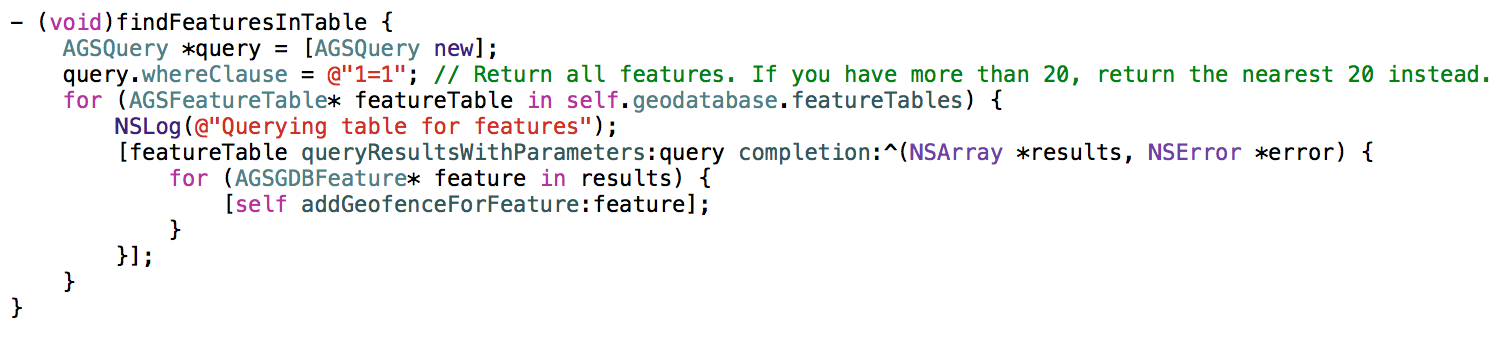 - (void)findFeaturesInTable {
    AGSQuery *query = [AGSQuery new];
    query.whereClause = @"1=1"; // Return all features. If you have more than 20, return the nearest 20 instead.
    for (AGSFeatureTable* featureTable in self.geodatabase.featureTables) {
        NSLog(@"Querying table for features");
        [featureTable queryResultsWithParameters:query completion:^(NSArray *results, NSError *error) {
            for (AGSGDBFeature* feature in results) {
                [self addGeofenceForFeature:feature];
            }
        }];
    }
}